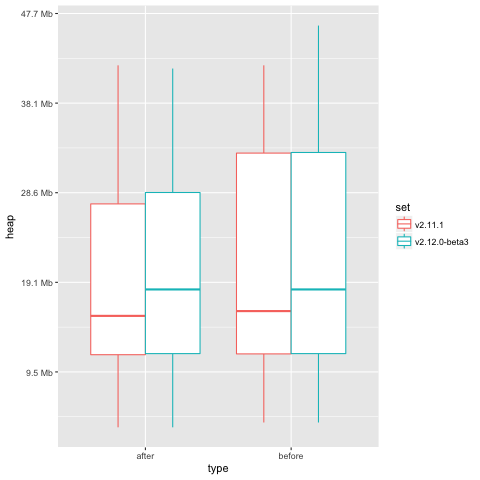 47.7 Mb
38.1 Mb
28.6 Mb
19.1 Mb
9.5 Mb
heap
after
before
type
set
v2.11.1
v2.12.0-beta3